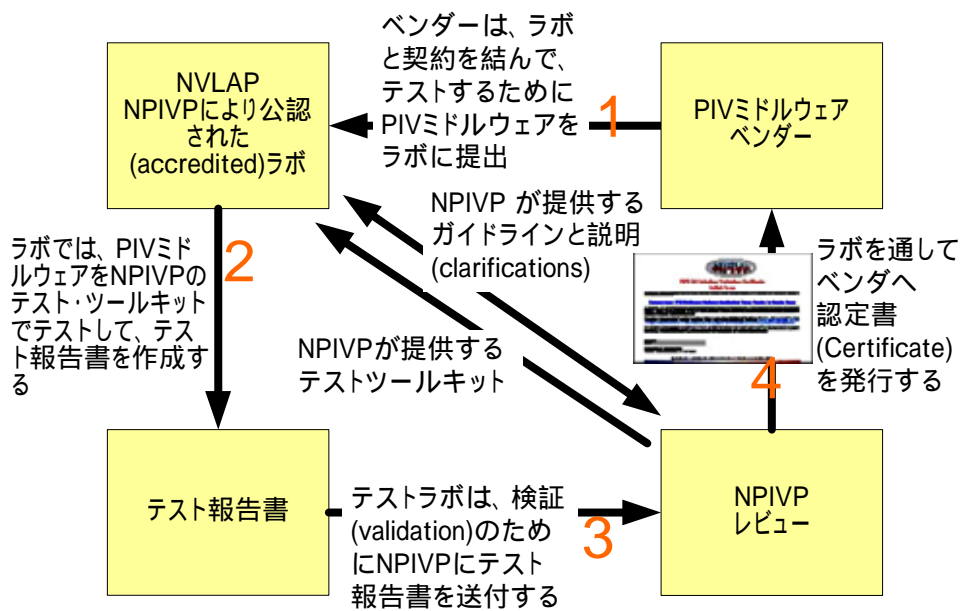 ベンダーは、ラボ
と契約を結んで、
テストするために
PIVミドルウェアを
ラボに提出
1
NVLAP
NPIVPにより公認
された
(accredited)ラボ
PIVミドルウェア
ベンダー
NPIVP が提供する
ガイドラインと説明
(clarifications)
2
ラボでは、PIVミド
ルウェアをNPIVPの
テスト・ツールキット
でテストして、テス
ト報告書を作成す
る
ラボを通して
ベンダへ
認定書
(Certificate)
を発行する
4
NPIVPが提供する
テストツールキット
テスト報告書
テストラボは、検証
(validation)のため
にNPIVPにテスト
報告書を送付する
3
NPIVP
レビュー